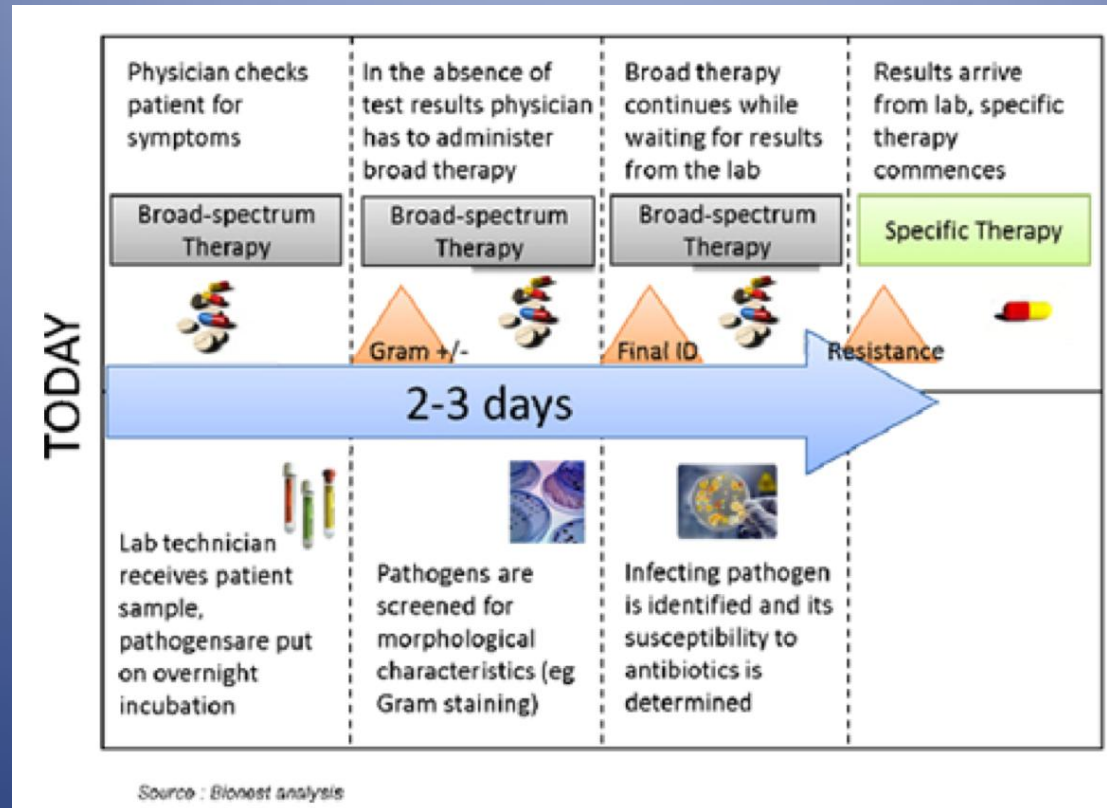 TODAY
Physician checks
patient for
symptoms
Broad-spectrum
Therapy
In the absence of
test results physician
has to administer
broad therapy
Broad-spectrum
Therapy
Gram +/-
Broad therapy
continues while
waiting for results
from the lab
Broad-spectrum
Therapy
Final ID
Results arrive
from lab, specific
therapy
commences
Specific Therapy
Resistance
2-3 days
Lab technician
receives patient
sample,
pathogensare put
on overnight
incubation
Pathogens are
screened for
morphological
characteristics (eg
Gram staining)
Infecting pathogen
is identified and its
susceptibility to
antibiotics is
determined
Source : Bionest analysis